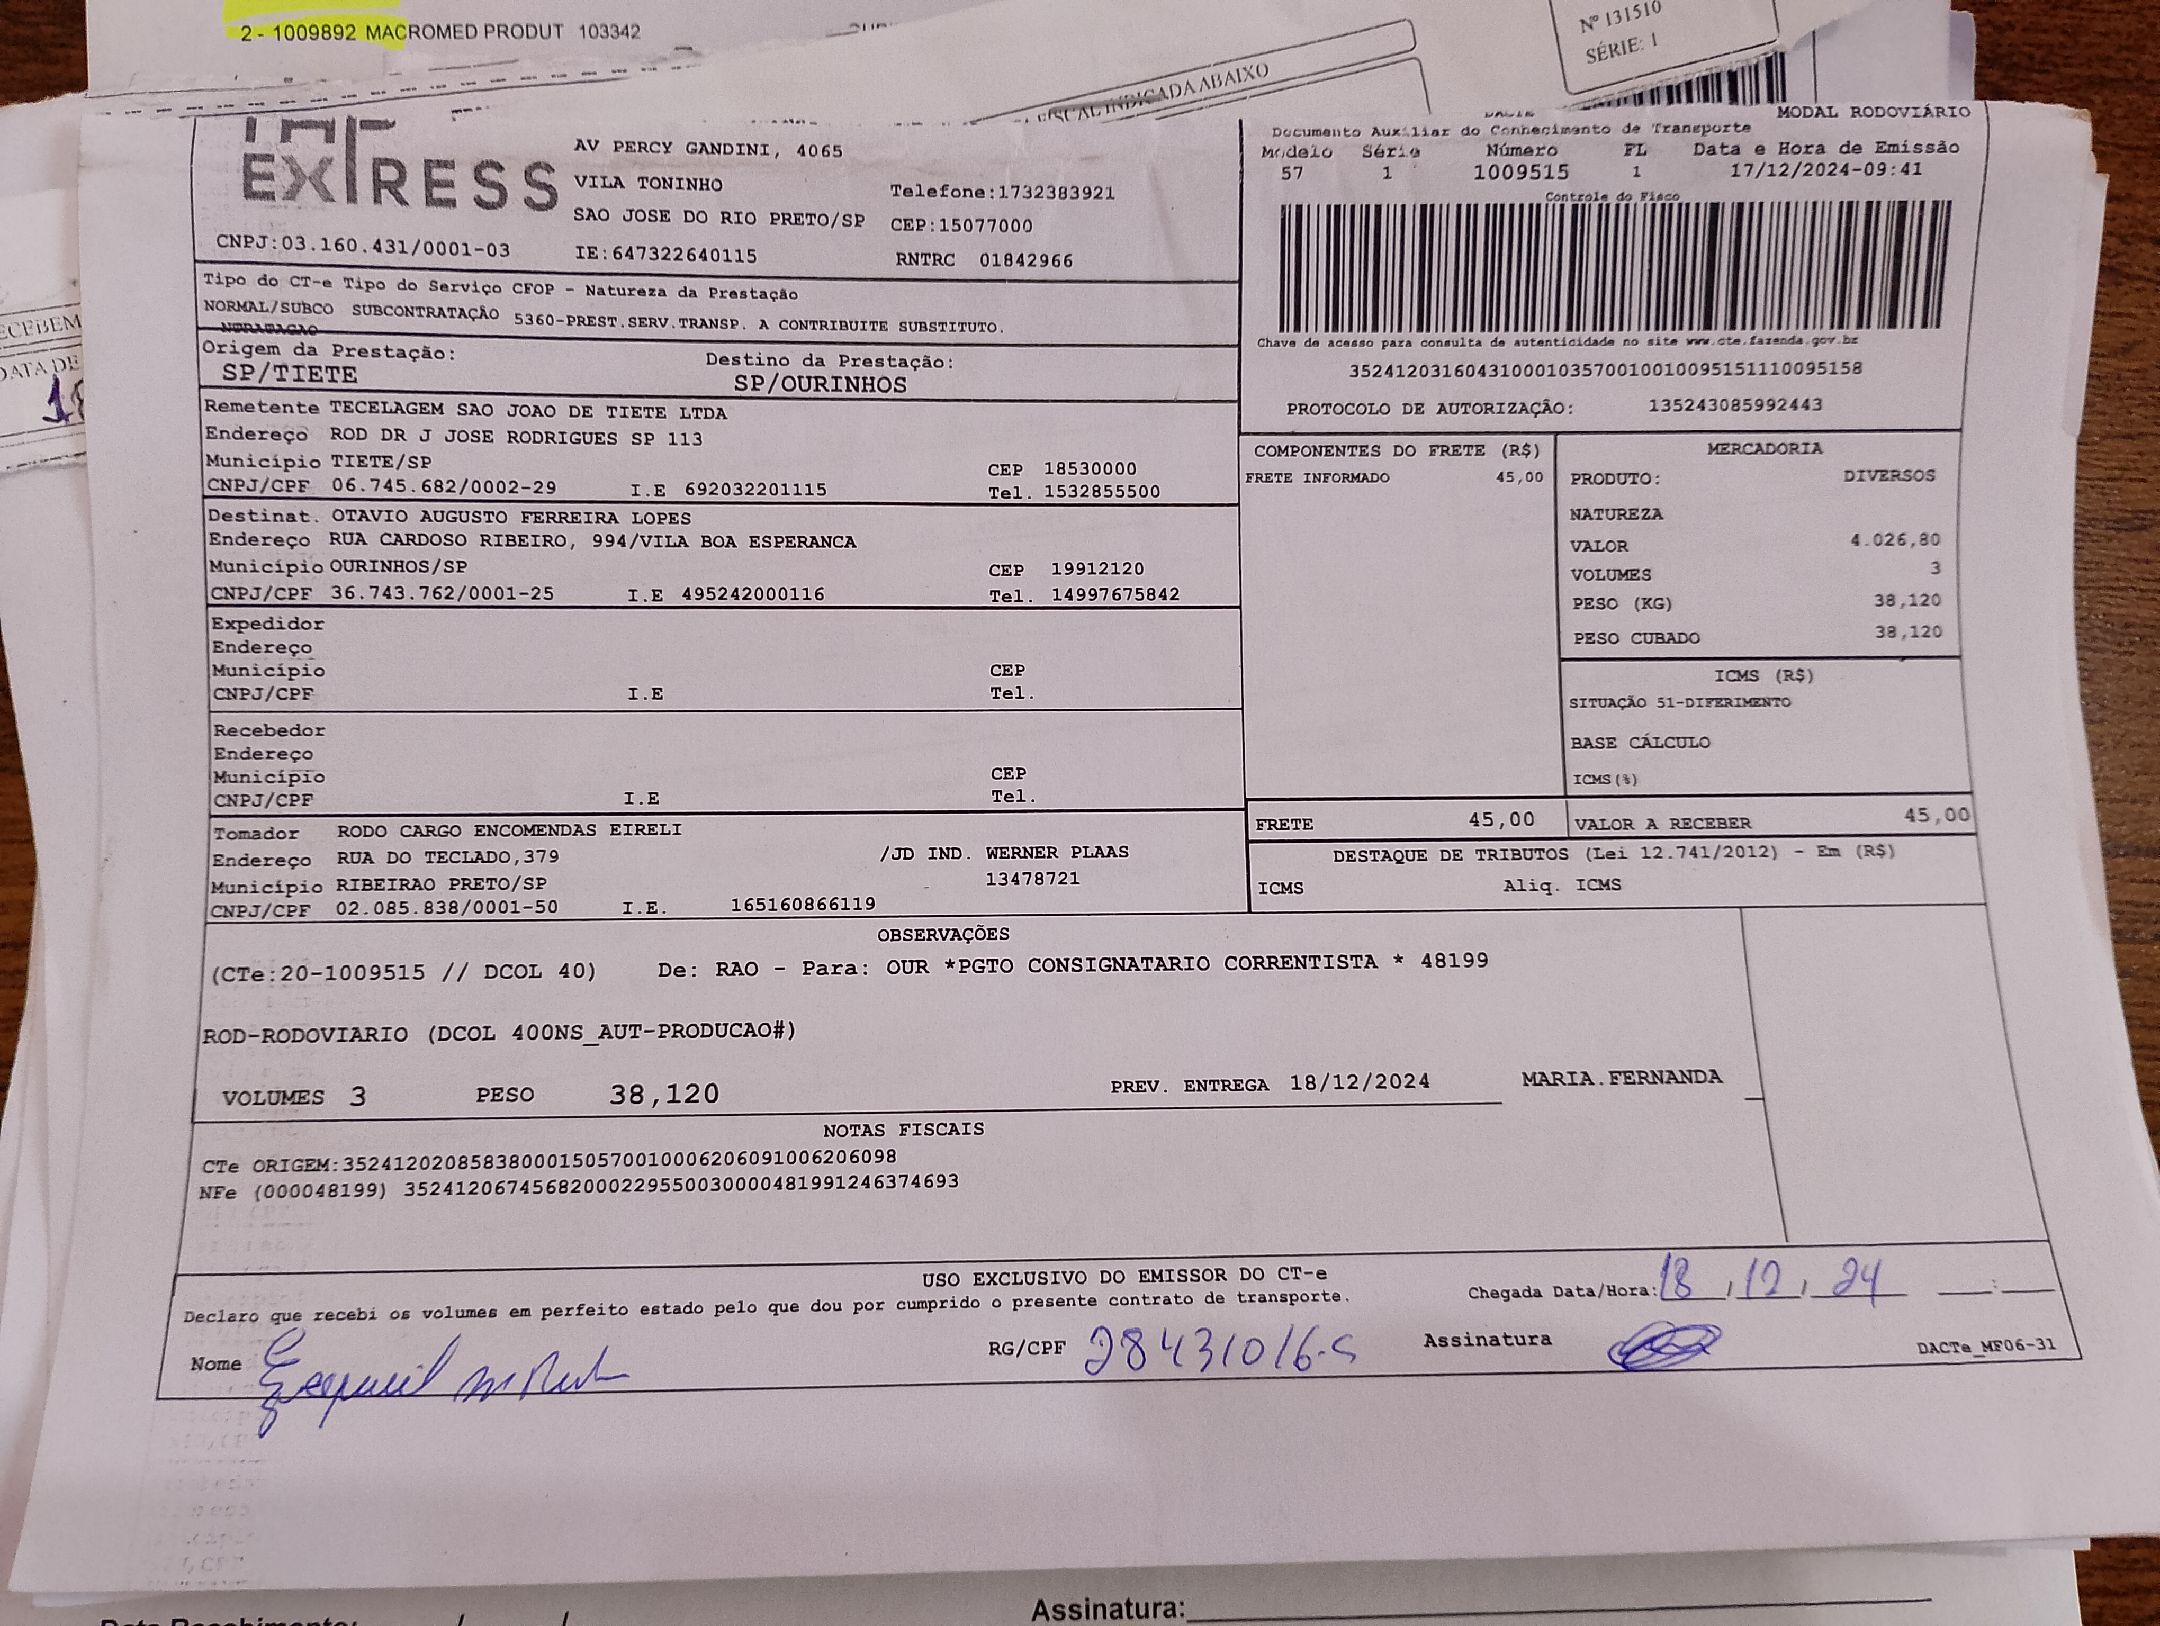 2 - 1009892 MACROMED PRODUT 103342
Nº 131510
SÉRIE: 1
FISCAL INDICADA ABAIXO
MODAL RODOVIÁRIO
EXPRESS
AV PERCY GANDINI, 4065
VILA TONINHO
Telefone:1732383921
SAO JOSE DO RIO PRETO/SP
CEP:15077000
CNPJ:03.160.431/0001-03
IE:647322640115
RNTRC 01842966
Documento Auxiliar do Conhecimento de Transporte
Modelo Série Número FL Data e Hora de Emissão
57 1 1009515 1 17/12/2024-09:41
Controle do Fisco
Chave de acesso para consulta de autenticidade no site www.cte.fazenda.gov.br
35241203160431000103570010010095151110095158
PROTOCOLO DE AUTORIZAÇÃO: 135243085992443
Tipo do CT-e Tipo do Serviço CFOP - Natureza da Prestação
NORMAL/SUBCO SUBCONTRATAÇÃO 5360-PREST.SERV.TRANSP. A CONTRIBUITE SUBSTITUTO.
NTRATAÇAO
Origem da Prestação: Destino da Prestação:
SP/TIETE SP/OURINHOS
Remetente TECELAGEM SAO JOAO DE TIETE LTDA
Endereço ROD DR J JOSE RODRIGUES SP 113
Município TIETE/SP CEP 18530000
CNPJ/CPF 06.745.682/0002-29 I.E 692032201115 Tel. 1532855500
Destinat. OTAVIO AUGUSTO FERREIRA LOPES
Endereço RUA CARDOSO RIBEIRO, 994/VILA BOA ESPERANCA
Município OURINHOS/SP CEP 19912120
CNPJ/CPF 36.743.762/0001-25 I.E 495242000116 Tel. 14997675842
Expedidor
Endereço
Município CEP
CNPJ/CPF I.E Tel.
Recebedor
Endereço
Município CEP
CNPJ/CPF I.E Tel.
Tomador RODO CARGO ENCOMENDAS EIRELI
Endereço RUA DO TECLADO,379 /JD IND. WERNER PLAAS
Município RIBEIRAO PRETO/SP 13478721
CNPJ/CPF 02.085.838/0001-50 I.E. 165160866119
COMPONENTES DO FRETE (R$)
FRETE INFORMADO 45,00
MERCADORIA
PRODUTO: DIVERSOS
NATUREZA
VALOR 4.026,80
VOLUMES 3
PESO (KG) 38,120
PESO CUBADO 38,120
ICMS (R$)
SITUAÇÃO 51-DIFERIMENTO
BASE CÁLCULO
ICMS(%)
FRETE 45,00 VALOR A RECEBER 45,00
DESTAQUE DE TRIBUTOS (Lei 12.741/2012) - Em (R$)
ICMS Aliq. ICMS
OBSERVAÇÕES
(CTe:20-1009515 // DCOL 40) De: RAO - Para: OUR *PGTO CONSIGNATARIO CORRENTISTA * 48199
ROD-RODOVIARIO (DCOL 400NS_AUT-PRODUCAO#)
VOLUMES 3 PESO 38,120 PREV. ENTREGA 18/12/2024 MARIA.FERNANDA
NOTAS FISCAIS
CTe ORIGEM:35241202085838000150570010006206091006206098
NFe (000048199) 35241206745682000229550030000481991246374693
USO EXCLUSIVO DO EMISSOR DO CT-e
Declaro que recebi os volumes em perfeito estado pelo que dou por cumprido o presente contrato de transporte.
Chegada Data/Hora: 18 / 12 / 24
Nome Ezequiel
RG/CPF 28431016-5
Assinatura
DACTe_MF06-31
Assinatura: